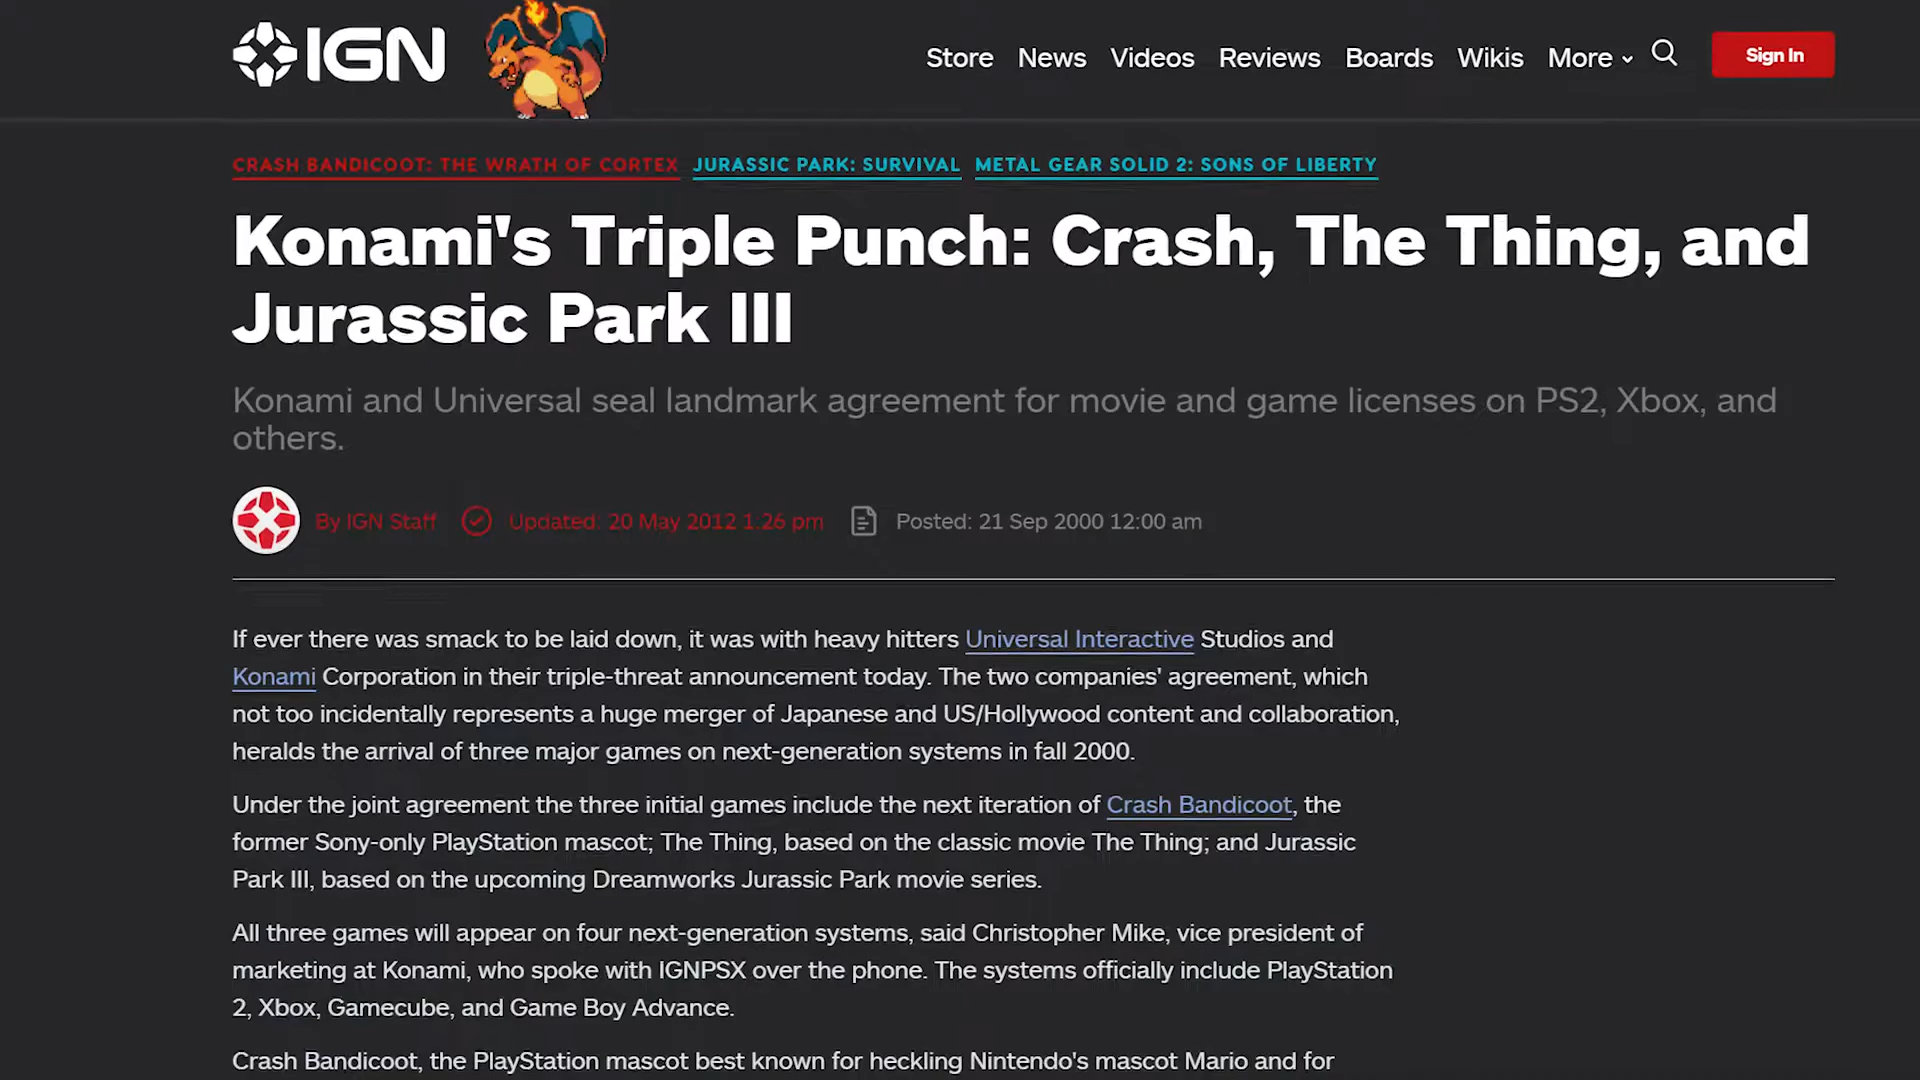 IGN
Store News Videos Reviews Boards Wikis More Sign In
CRASH BANDICOOT: THE WRATH OF CORTEX JURASSIC PARK: SURVIVAL METAL GEAR SOLID 2: SONS OF LIBERTY
Konami's Triple Punch: Crash, The Thing, and
Jurassic Park III
Konami and Universal seal landmark agreement for movie and game licenses on PS2, Xbox, and
others.
By IGN Staff Updated: 20 May 2012 1:26 pm Posted: 21 Sep 2000 12:00 am
If ever there was smack to be laid down, it was with heavy hitters Universal Interactive Studios and
Konami Corporation in their triple-threat announcement today. The two companies' agreement, which
not too incidentally represents a huge merger of Japanese and US/Hollywood content and collaboration,
heralds the arrival of three major games on next-generation systems in fall 2000.
Under the joint agreement the three initial games include the next iteration of Crash Bandicoot, the
former Sony-only PlayStation mascot; The Thing, based on the classic movie The Thing; and Jurassic
Park III, based on the upcoming Dreamworks Jurassic Park movie series.
All three games will appear on four next-generation systems, said Christopher Mike, vice president of
marketing at Konami, who spoke with IGNPSX over the phone. The systems officially include PlayStation
2, Xbox, Gamecube, and Game Boy Advance.
Crash Bandicoot, the PlayStation mascot best known for heckling Nintendo's mascot Mario and for